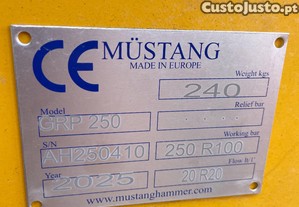 Custojusto.pt
CE MÜSTANG
MADE IN EUROPE
Weight kgs
240
Model
Relief bar
GRP 250
S/N
Working bar
AH250410
250 R100
Year
Flow l/t
2025
20 R20
www.mustanghammer.com